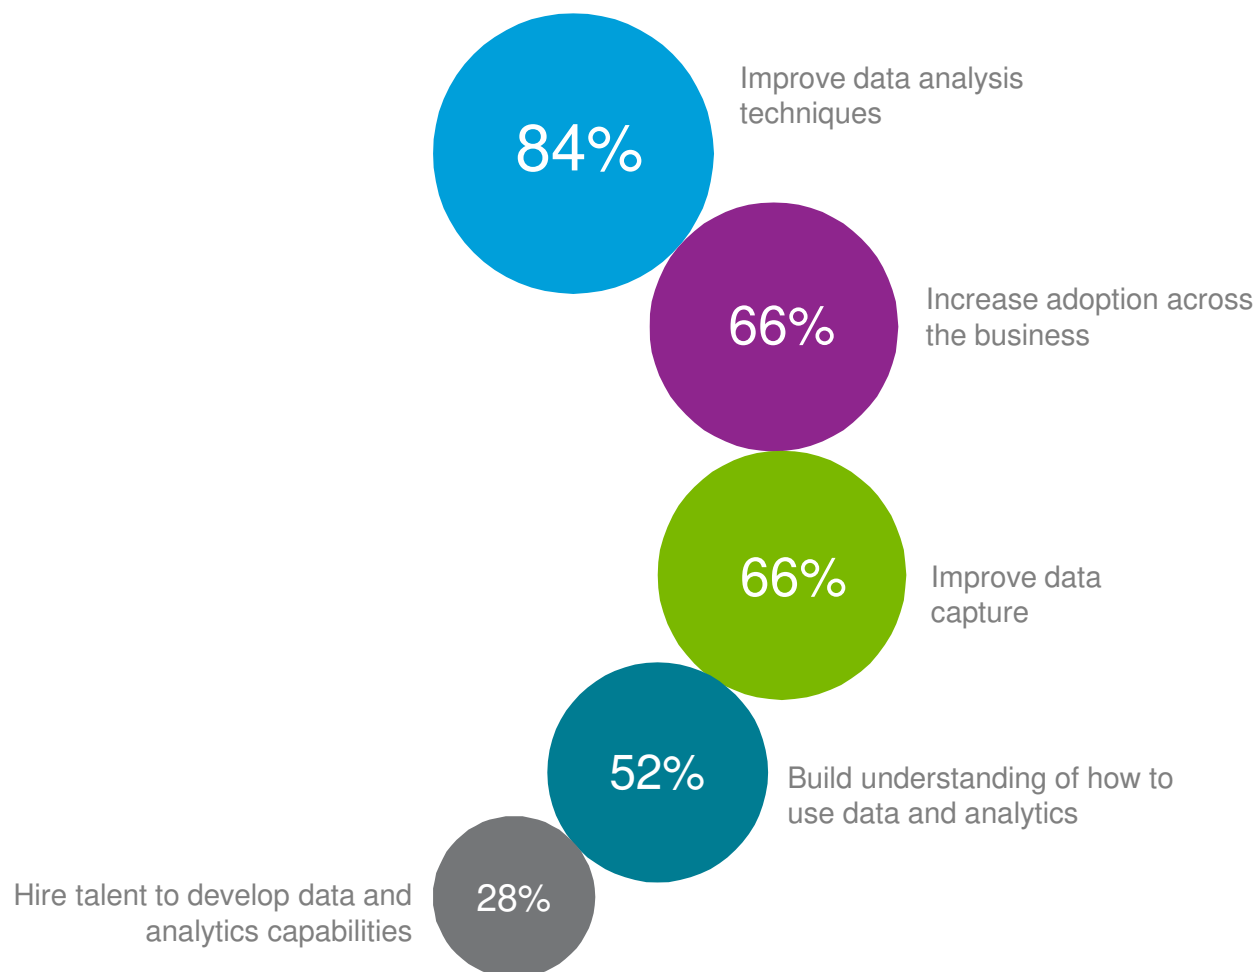 84%
Improve data analysis
techniques
66%
Increase adoption across
the business
66%
Improve data
capture
52%
Build understanding of how to
use data and analytics
Hire talent to develop data and
analytics capabilities
28%